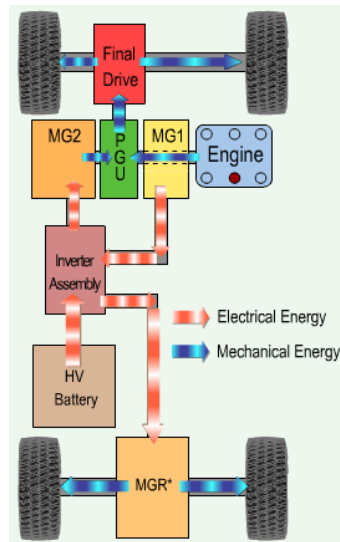 Final
Drive
MG2
P
G
U
MG1
Engine
Inverter
Assembly
Electrical Energy
Mechanical Energy
HV
Battery
MGR*